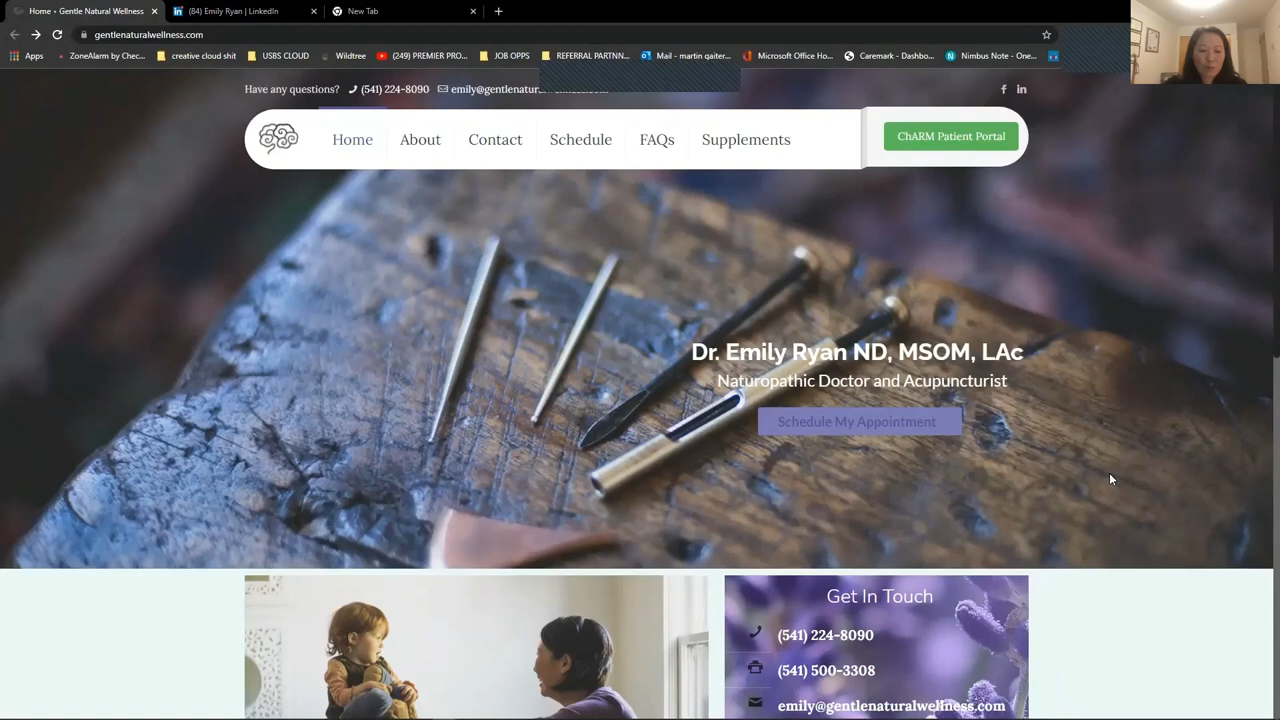 Home • Gentle Natural Wellness
(84) Emily Ryan | LinkedIn
New Tab
gentlenaturalwellness.com
Apps
ZoneAlarm by Chec...
creative cloud shit
USBS CLOUD
Wildtree
(249) PREMIER PRO...
JOB OPPS
REFERRAL PARTNN...
Mail - martin gaiter...
Microsoft Office Ho...
Caremark - Dashbo...
Nimbus Note - One...
Have any questions? (541) 224-8090
Home About Contact Schedule FAQs Supplements
ChARM Patient Portal
Dr. Emily Ryan ND, MSOM, LAc
Naturopathic Doctor and Acupuncturist
Schedule My Appointment
Get In Touch
(541) 224-8090
(541) 500-3308
emily@gentlenaturalwellness.com